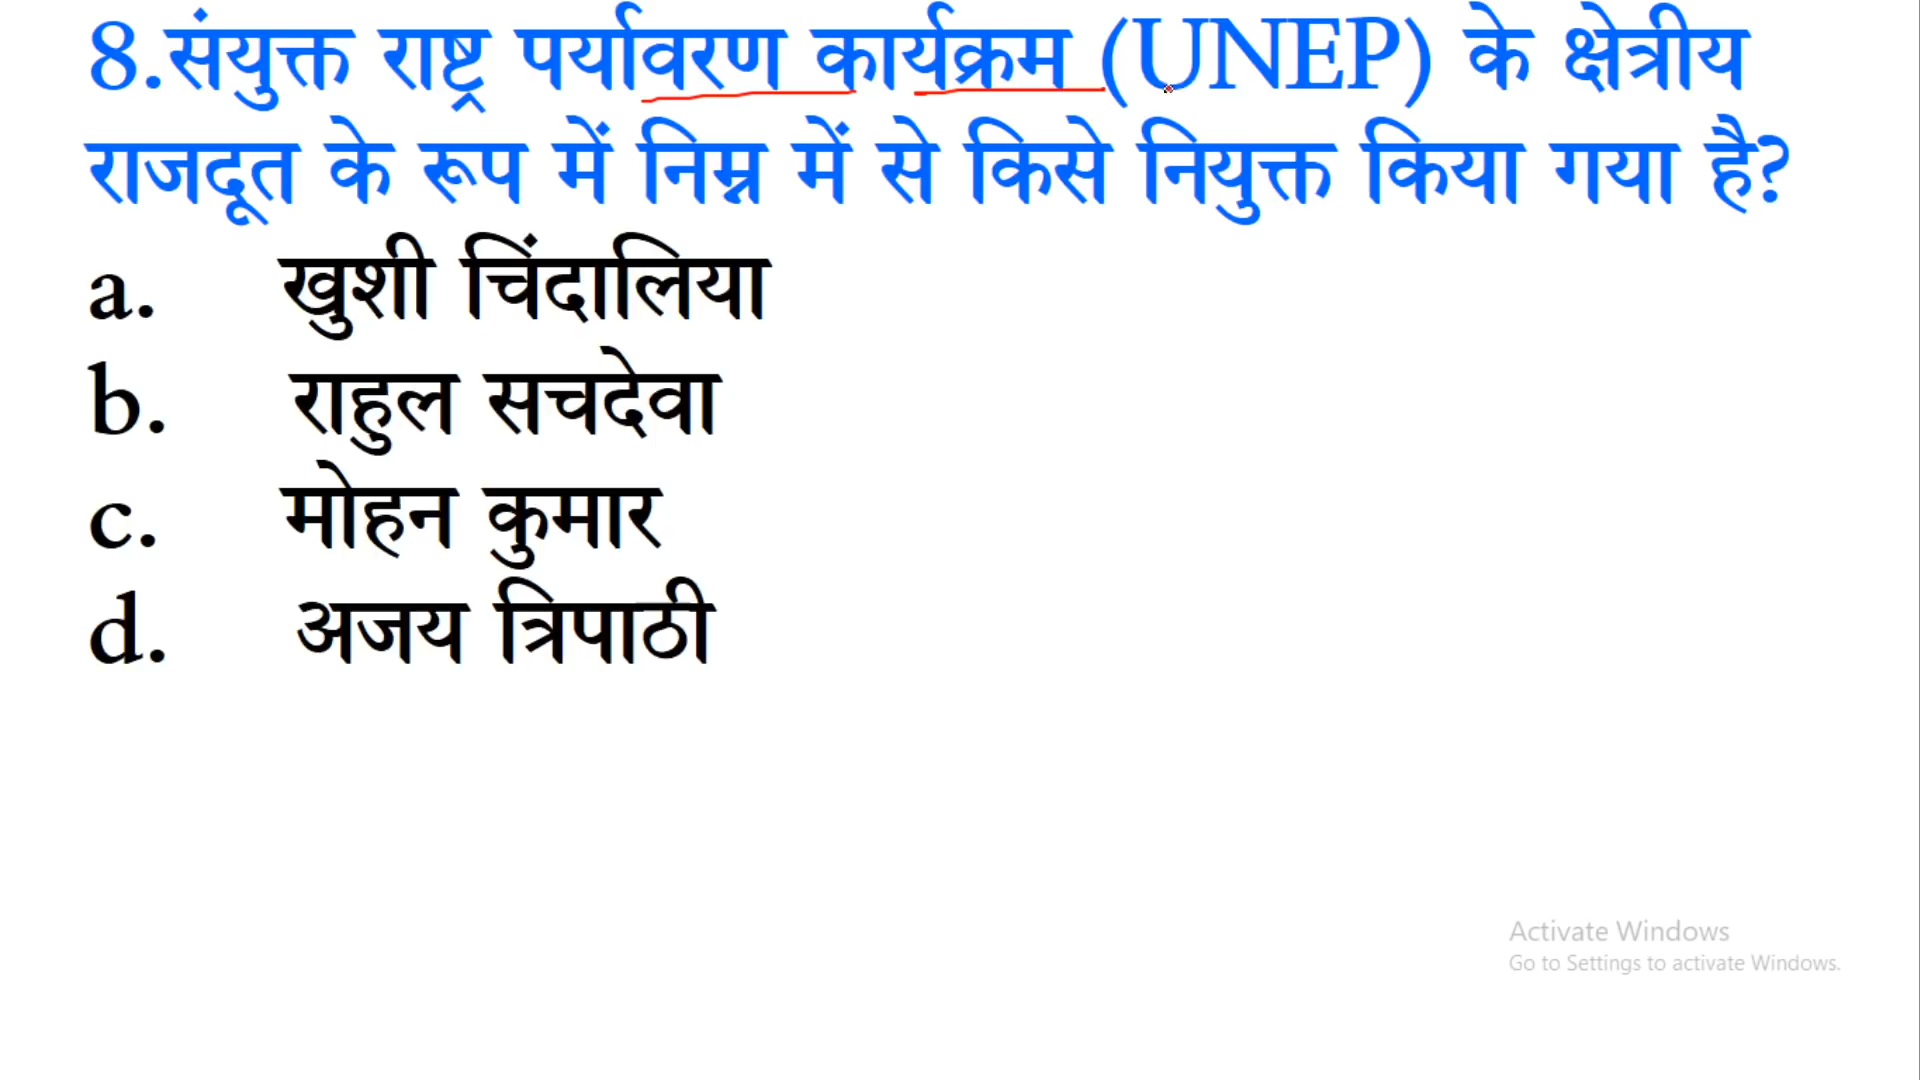 8.संयुक्त राष्ट्र पर्यावरण कार्यक्रम (UNEP) के क्षेत्रीय
राजदूत के रूप में निम्न में से किसे नियुक्त किया गया है?
a. खुशी चिंदालिया
b. राहुल सचदेवा
c. मोहन कुमार
d. अजय त्रिपाठी
Activate Windows
Go to Settings to activate Windows.